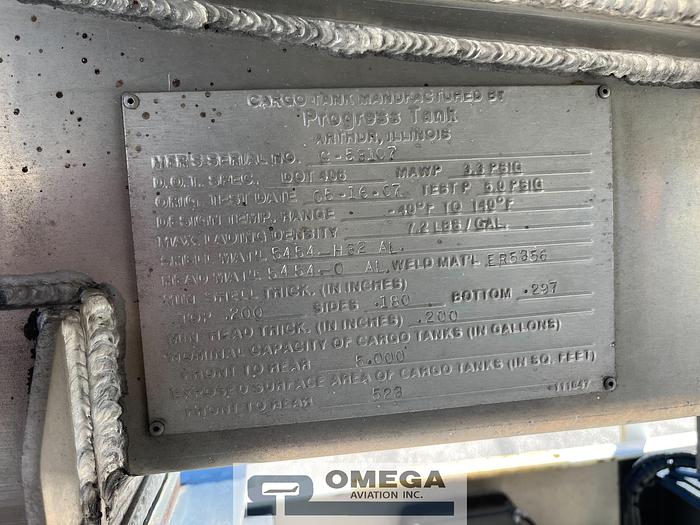 CARGO TANK MANUFACTURED BY
Progress Tank
ARTHUR, ILLINOIS
MFR'S SERIAL NO. C-53107 MAWP 3.3 PSIG
D.O.T. SPEC. DOT 406 TEST P 5.0 PSIG
ORIG. TEST DATE 05-16-07
DESIGN TEMP. RANGE -40°F TO 140°F
MAX. LADING DENSITY 7.2 LBS/GAL.
SHELL MAT'L 5454-H32 AL.
HEAD MAT'L 5454-O AL. WELD MAT'L ER5356
MIN SHELL THICK. (IN INCHES)
TOP .200 SIDES .180 BOTTOM .297
MIN HEAD THICK. (IN INCHES) .200
NOMINAL CAPACITY OF CARGO TANKS (IN GALLONS)
FRONT TO REAR 5.000
EXPOSED SURFACE AREA OF CARGO TANKS (IN SQ. FEET)
FRONT TO REAR 523
OMEGA
AVIATION INC.